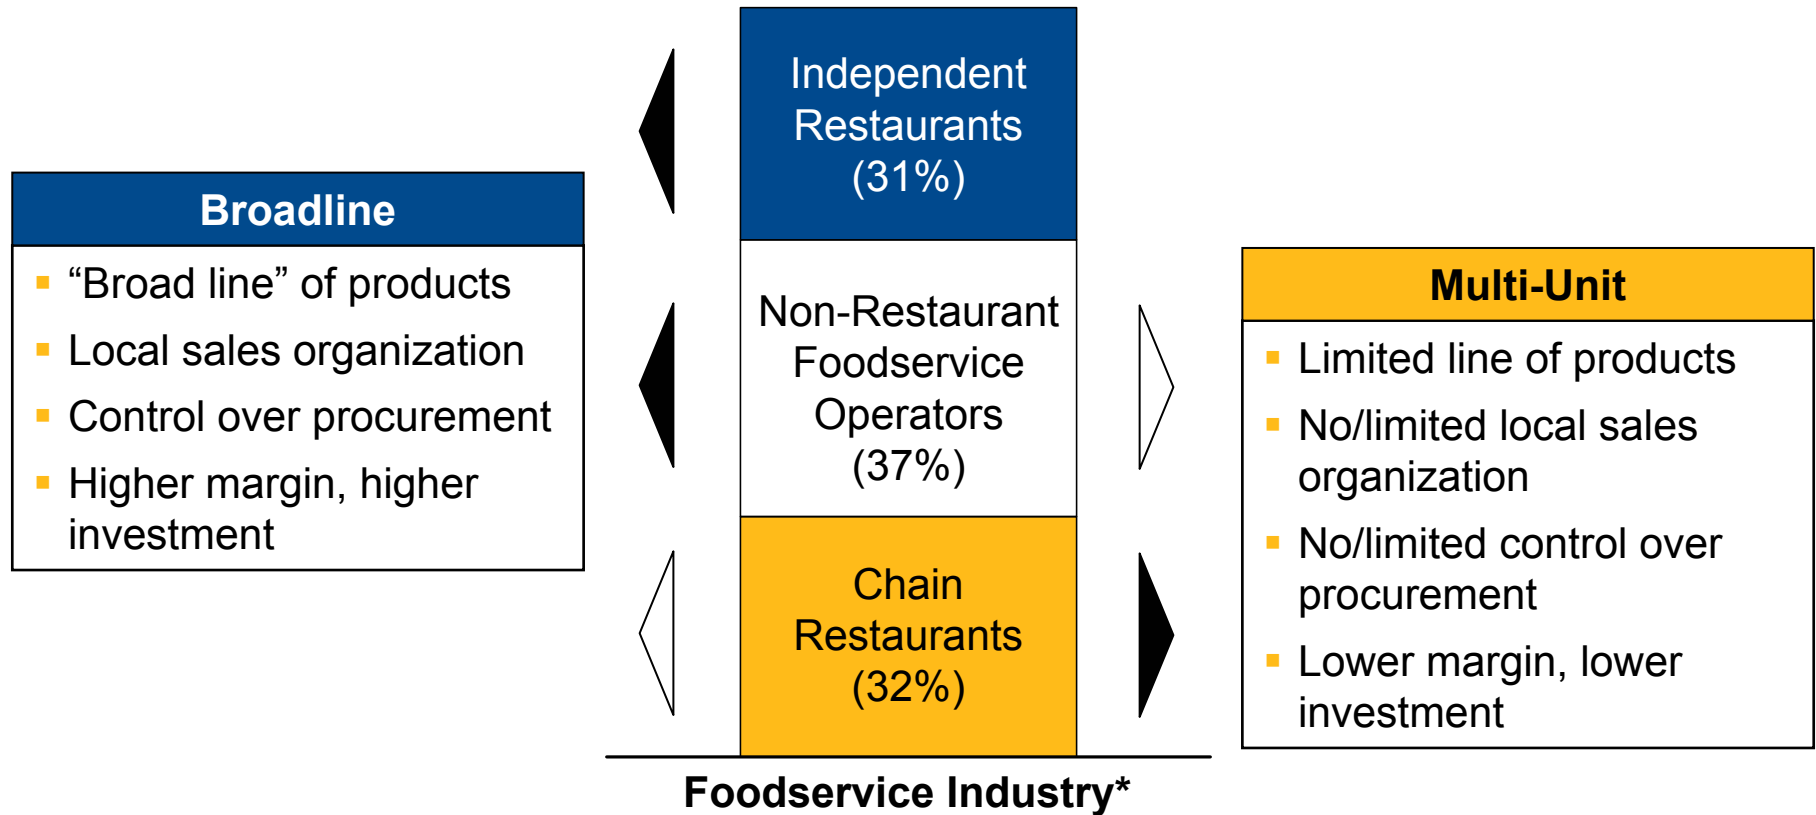 Broadline
“Broad line” of products
Local sales organization
Control over procurement
Higher margin, higher
investment
Independent
Restaurants
(31%)
Non-Restaurant
Foodservice
Operators
(37%)
Chain
Restaurants
(32%)
Foodservice Industry*
Multi-Unit
Limited line of products
No/limited local sales
organization
No/limited control over
procurement
Lower margin, lower
investment